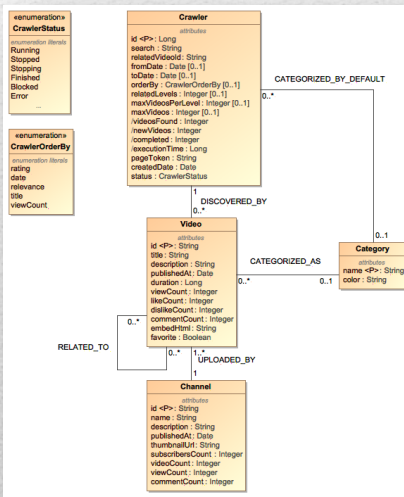 «enumeration»
CrawlerStatus
enumeration literals
Running
Stopped
Stopping
Finished
Blocked
Error
...
«enumeration»
CrawlerOrderBy
enumeration literals
rating
date
relevance
title
viewCount
Crawler
attributes
id <P> : Long
search : String
relatedVideoId : String
fromDate : Date [0..1]
toDate : Date [0..1]
orderBy : CrawlerOrderBy [0..1]
relatedLevels : Integer [0..1]
maxVideosPerLevel : Integer [0..1]
maxVideos : Integer [0..1]
/videosFound : Integer
/newVideos : Integer
/completed : Integer
/executionTime : Long
pageToken : String
createdDate : Date
status : CrawlerStatus
CATEGORIZED_BY_DEFAULT
0..*
1
DISCOVERED_BY
0..*
0..1
Video
attributes
id <P> : String
title : String
description : String
publishedAt : Date
duration : Long
viewCount : Integer
likeCount : Integer
dislikeCount : Integer
commentCount : Integer
embedHtml : String
favorite : Boolean
CATEGORIZED_AS
0..*
0..1
Category
attributes
name <P> : String
color : String
0..*
RELATED_TO
0..*
1..*
UPLOADED_BY
1
Channel
attributes
id <P> : String
name : String
description : String
publishedAt : Date
thumbnailUrl : String
subscribersCount : Integer
videoCount : Integer
viewCount : Integer
commentCount : Integer